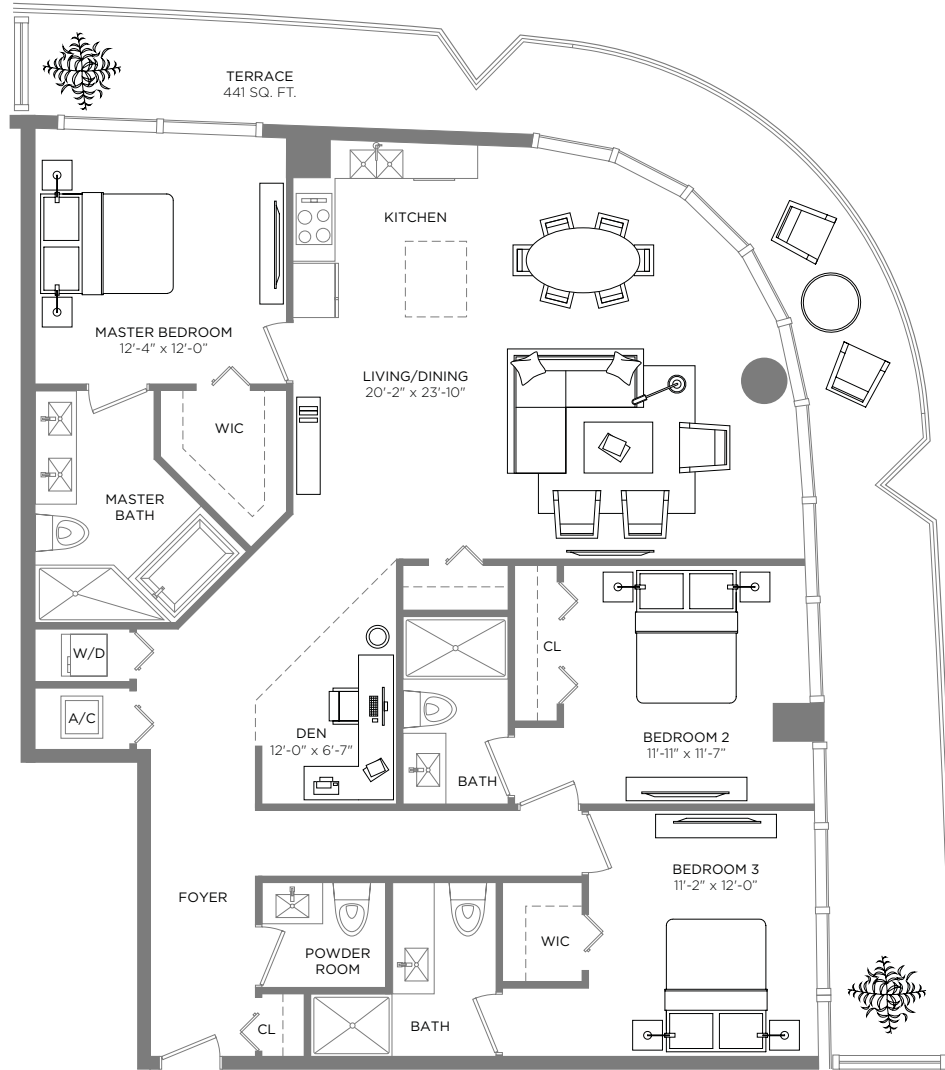 TERRACE
441 SQ. FT.
KITCHEN
MASTER BEDROOM
12'-4" x 12'-0"
LIVING/DINING
20'-2" x 23'-10"
WIC
MASTER
BATH
W/D
CL
A/C
DEN
12'-0" x 6'-7"
BEDROOM 2
11'-11" x 11'-7"
BATH
BEDROOM 3
11'-2" x 12'-0"
FOYER
POWDER
ROOM
WIC
CL
BATH